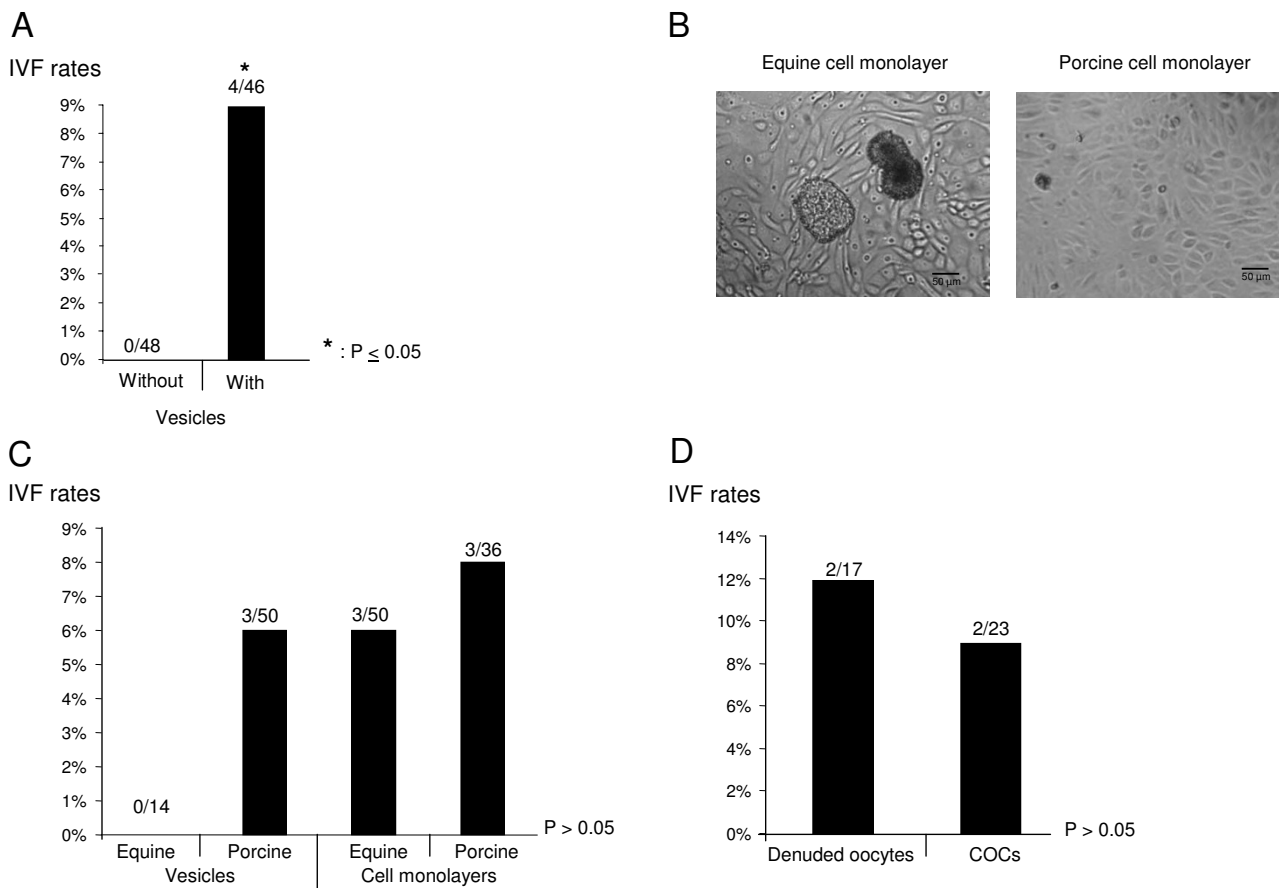 A
IVF rates
*
4/46
9%
8%
7%
6%
5%
4%
3%
2%
1%
0%
0/48
* : P ≤ 0.05
Without With
Vesicles
B
Equine cell monolayer Porcine cell monolayer
50 µm
50 µm
C
IVF rates
9%
8%
7%
6%
5%
4%
3%
2%
1%
0%
0/14
3/50
3/50
3/36
P > 0.05
Equine Porcine Equine Porcine
Vesicles Cell monolayers
D
IVF rates
14%
12%
10%
8%
6%
4%
2%
0%
2/17
2/23
P > 0.05
Denuded oocytes COCs